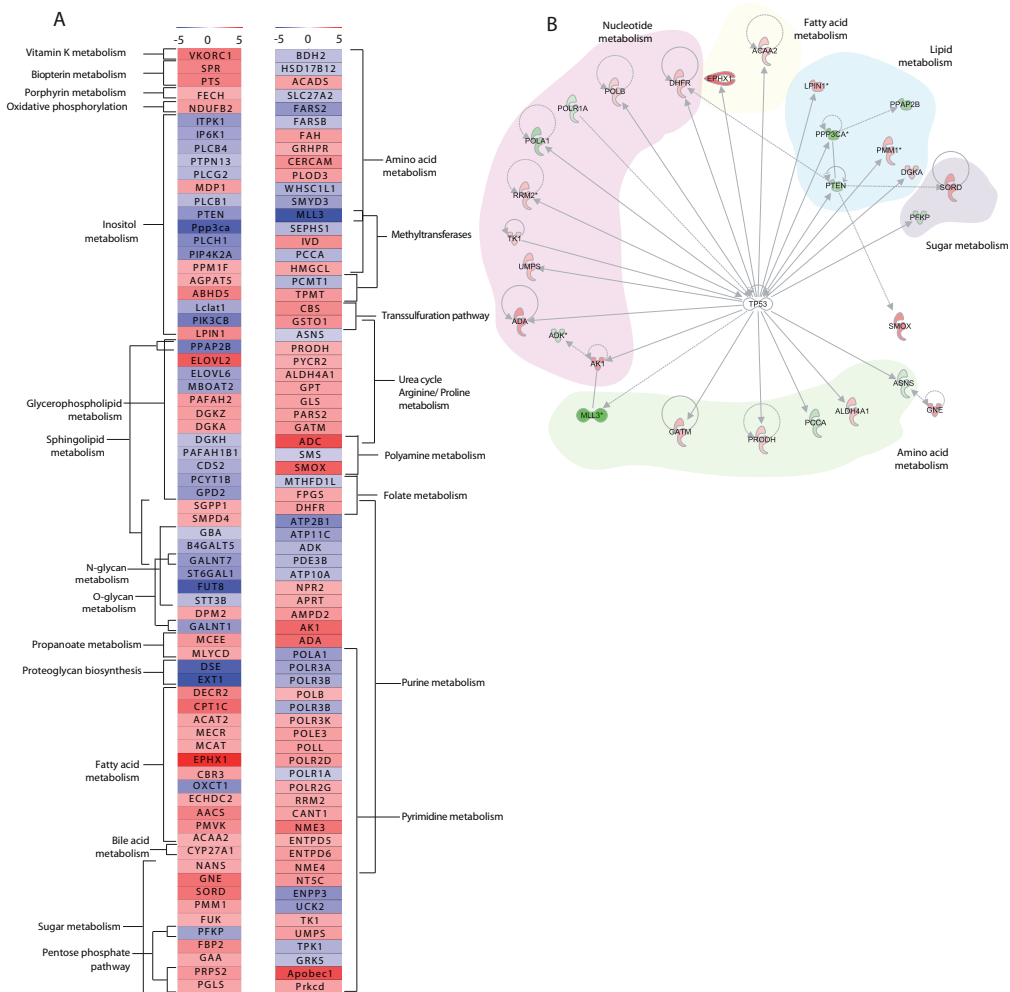 A
-5 0 5
-5 0 5
Vitamin K metabolism
Biopterin metabolism
Porphyrin metabolism
Oxidative phosphorylation
Inositol
metabolism
Glycerophospholipid
metabolism
Sphingolipid
metabolism
N-glycan
metabolism
O-glycan
metabolism
Propanoate metabolism
Proteoglycan biosynthesis
Fatty acid
metabolism
Bile acid
metabolism
Sugar metabolism
Pentose phosphate
pathway
VKORC1
SPR
PTS
FECH
NDUFB2
ITPK1
IP6K1
PLCB4
PTPN13
PLCG2
MDP1
PLCB1
PTEN
Ppp3ca
PLCH1
PIP4K2A
PPM1F
AGPAT5
ABHD5
Lclat1
PIK3CB
LPIN1
PPAP2B
ELOVL2
ELOVL6
MBOAT2
PAFAH2
DGKZ
DGKA
DGKH
PAFAH1B1
CDS2
PCYT1B
GPD2
SGPP1
SMPD4
GBA
B4GALT5
GALNT7
ST6GAL1
FUT8
STT3B
DPM2
GALNT1
MCEE
MLYCD
DSE
EXT1
DECR2
CPT1C
ACAT2
MECR
MCAT
EPHX1
CBR3
OXCT1
ECHDC2
AACS
PMVK
ACAA2
CYP27A1
NANS
GNE
SORD
PMM1
FUK
PFKP
FBP2
GAA
PRPS2
PGLS
BDH2
HSD17B12
ACADS
SLC27A2
FARS2
FARSB
FAH
GRHPR
CERCAM
PLOD3
WHSC1L1
SMYD3
MLL3
SEPHS1
IVD
PCCA
HMGCL
PCMT1
TPMT
CBS
GSTO1
ASNS
PRODH
PYCR2
ALDH4A1
GPT
GLS
PARS2
GATM
ADC
SMS
SMOX
MTHFD1L
FPGS
DHFR
ATP2B1
ATP11C
ADK
PDE3B
ATP10A
NPR2
APRT
AMPD2
AK1
ADA
POLA1
POLR3A
POLR3B
POLB
POLR3B
POLR3K
POLE3
POLL
POLR2D
POLR1A
POLR2G
RRM2
CANT1
NME3
ENTPD5
ENTPD6
NME4
NT5C
ENPP3
UCK2
TK1
UMPS
TPK1
GRK5
Apobec1
Prkcd
Amino acid
metabolism
Methyltransferases
Transsulfuration pathway
Urea cycle
Arginine/ Proline
metabolism
Polyamine metabolism
Folate metabolism
Purine metabolism
Pyrimidine metabolism
B
Nucleotide
metabolism
Fatty acid
metabolism
Lipid
metabolism
Sugar metabolism
Amino acid
metabolism
ACAA2
EPHX1
DHFR
POLB
POLR1A
POLA1
RRM2*
TK1
UMPS
ADA
ADK*
AK1
MLL3*
GATM
PRODH
PCCA
ALDH4A1
ASNS
GNE
SMOX
TP53
LPIN1*
PPAP2B
PPP3CA*
PMM1*
DGKA
PTEN
SORD
PFKP